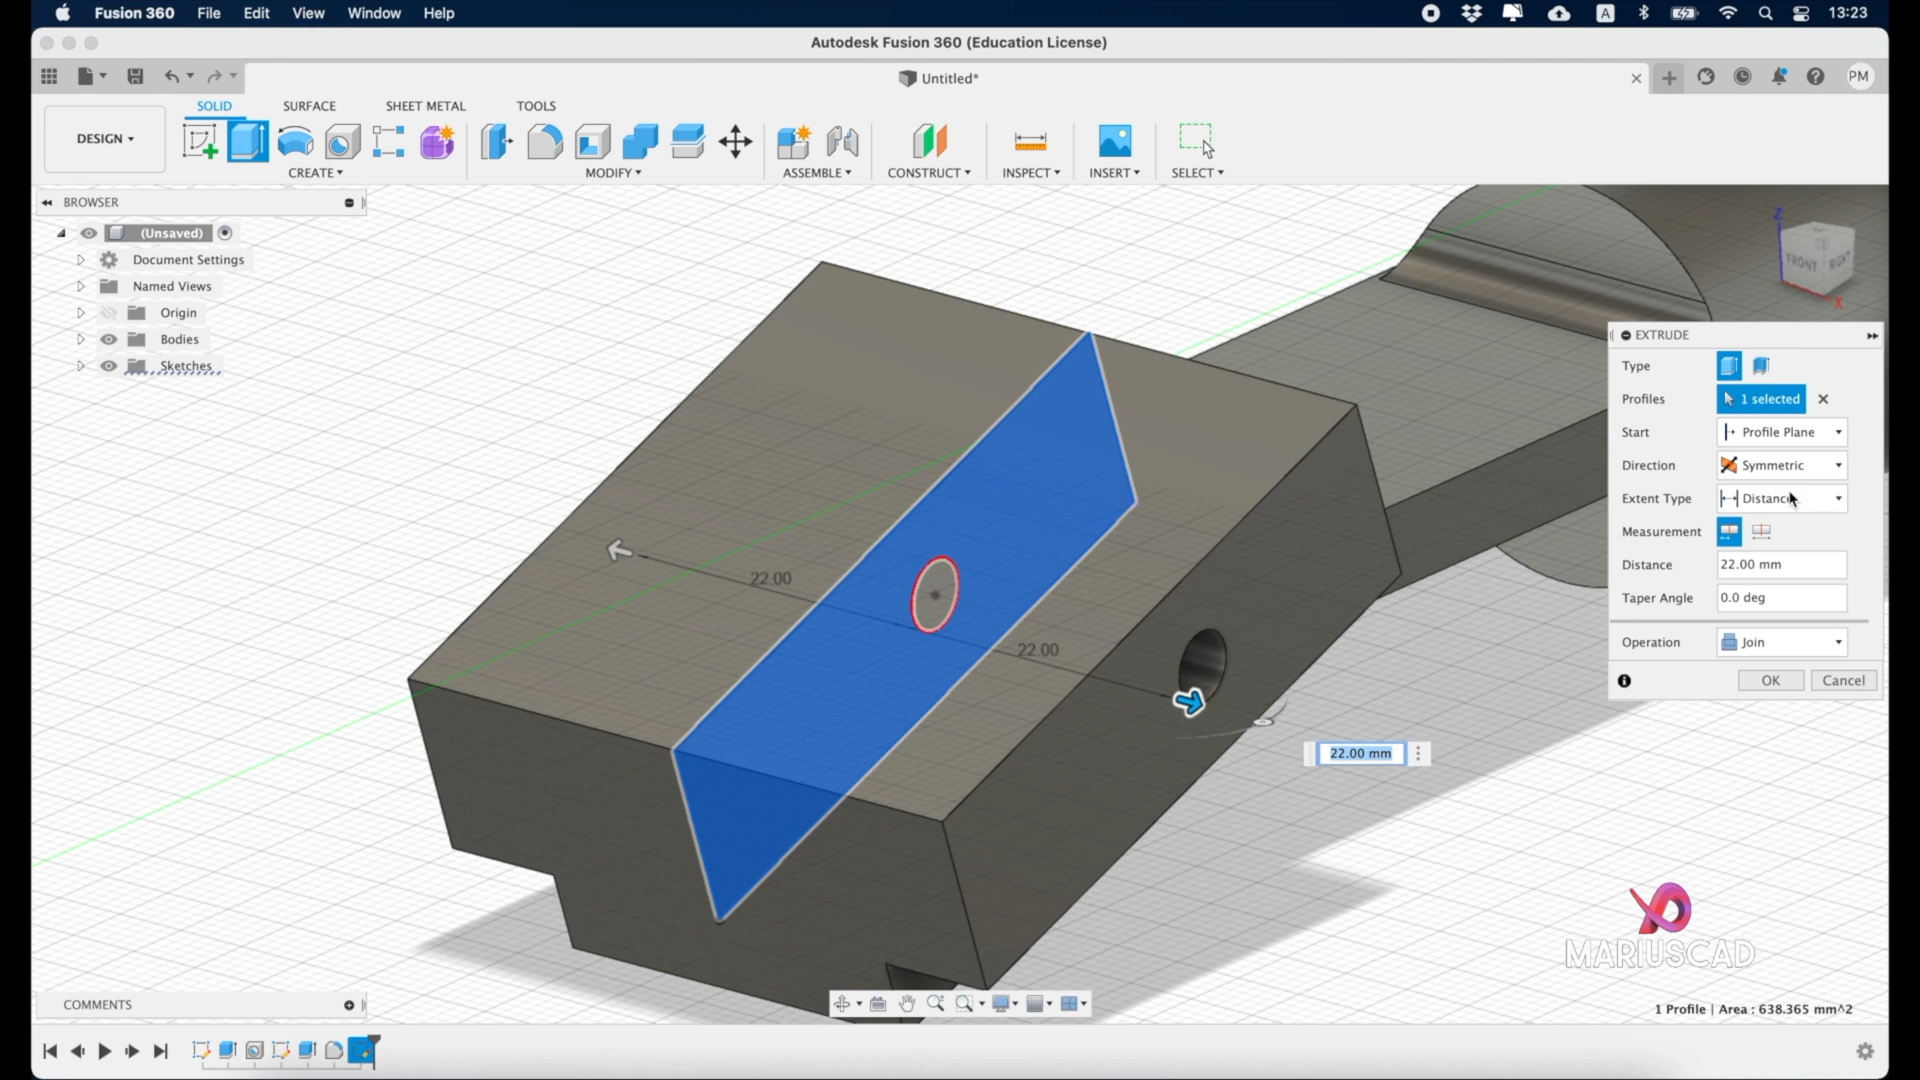 Fusion 360 File Edit View Window Help A 13:23
Autodesk Fusion 360 (Education License)
Untitled* PM
SOLID SURFACE SHEET METAL TOOLS
DESIGN
CREATE MODIFY ASSEMBLE CONSTRUCT INSPECT INSERT SELECT
BROWSER
(Unsaved)
Document Settings
Named Views
Origin
Bodies
Sketches
Z
FRONT RIGHT
X
EXTRUDE
Type
Profiles 1 selected
Start Profile Plane
Direction Symmetric
Extent Type Distance
Measurement
Distance 22.00 mm
Taper Angle 0.0 deg
Operation Join
OK Cancel
22.00
22.00
22.00 mm
MARIUSCAD
COMMENTS
1 Profile | Area : 638.365 mm^2